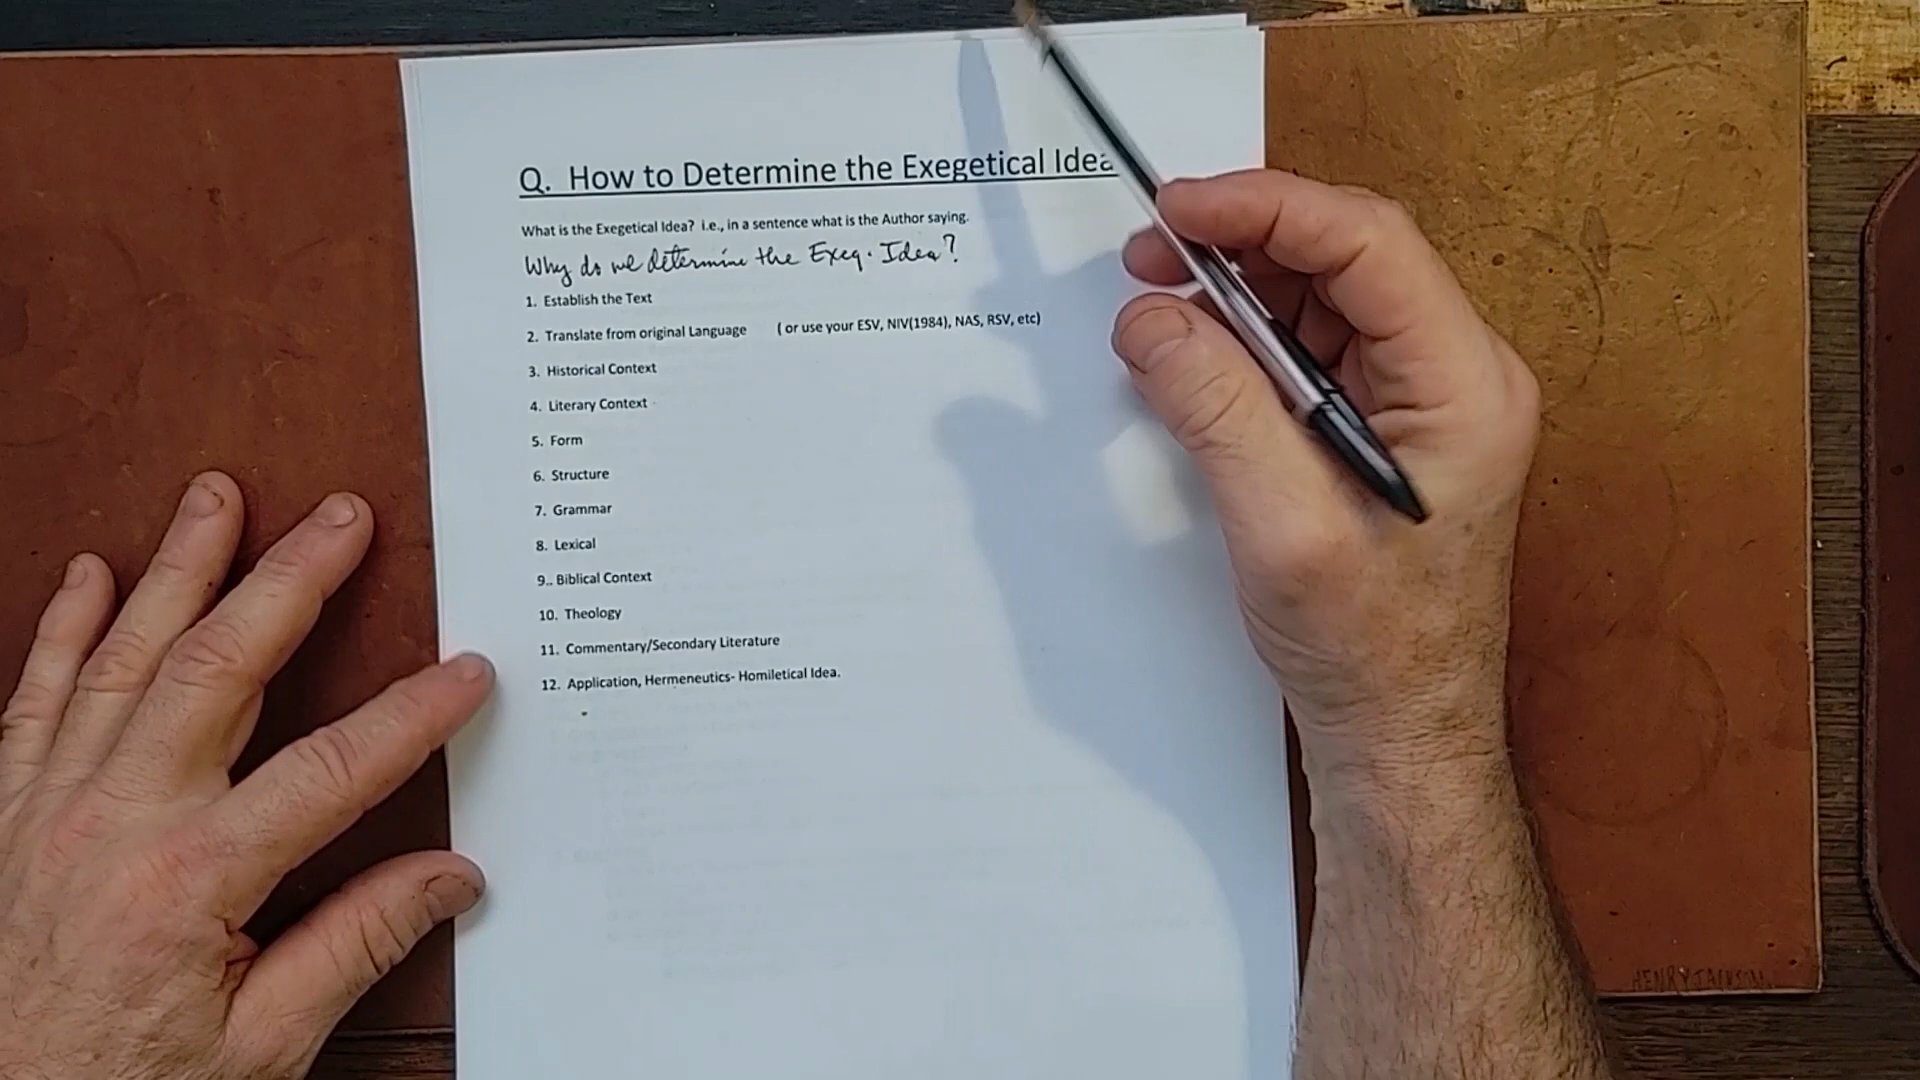 Q. How to Determine the Exegetical Idea
What is the Exegetical Idea? i.e., in a sentence what is the Author saying.
Why do we determine the Exeg. Idea?
1. Establish the Text
2. Translate from original Language ( or use your ESV, NIV(1984), NAS, RSV, etc)
3. Historical Context
4. Literary Context
5. Form
6. Structure
7. Grammar
8. Lexical
9.. Biblical Context
10. Theology
11. Commentary/Secondary Literature
12. Application, Hermeneutics- Homiletical Idea.
HENRY JACKSON